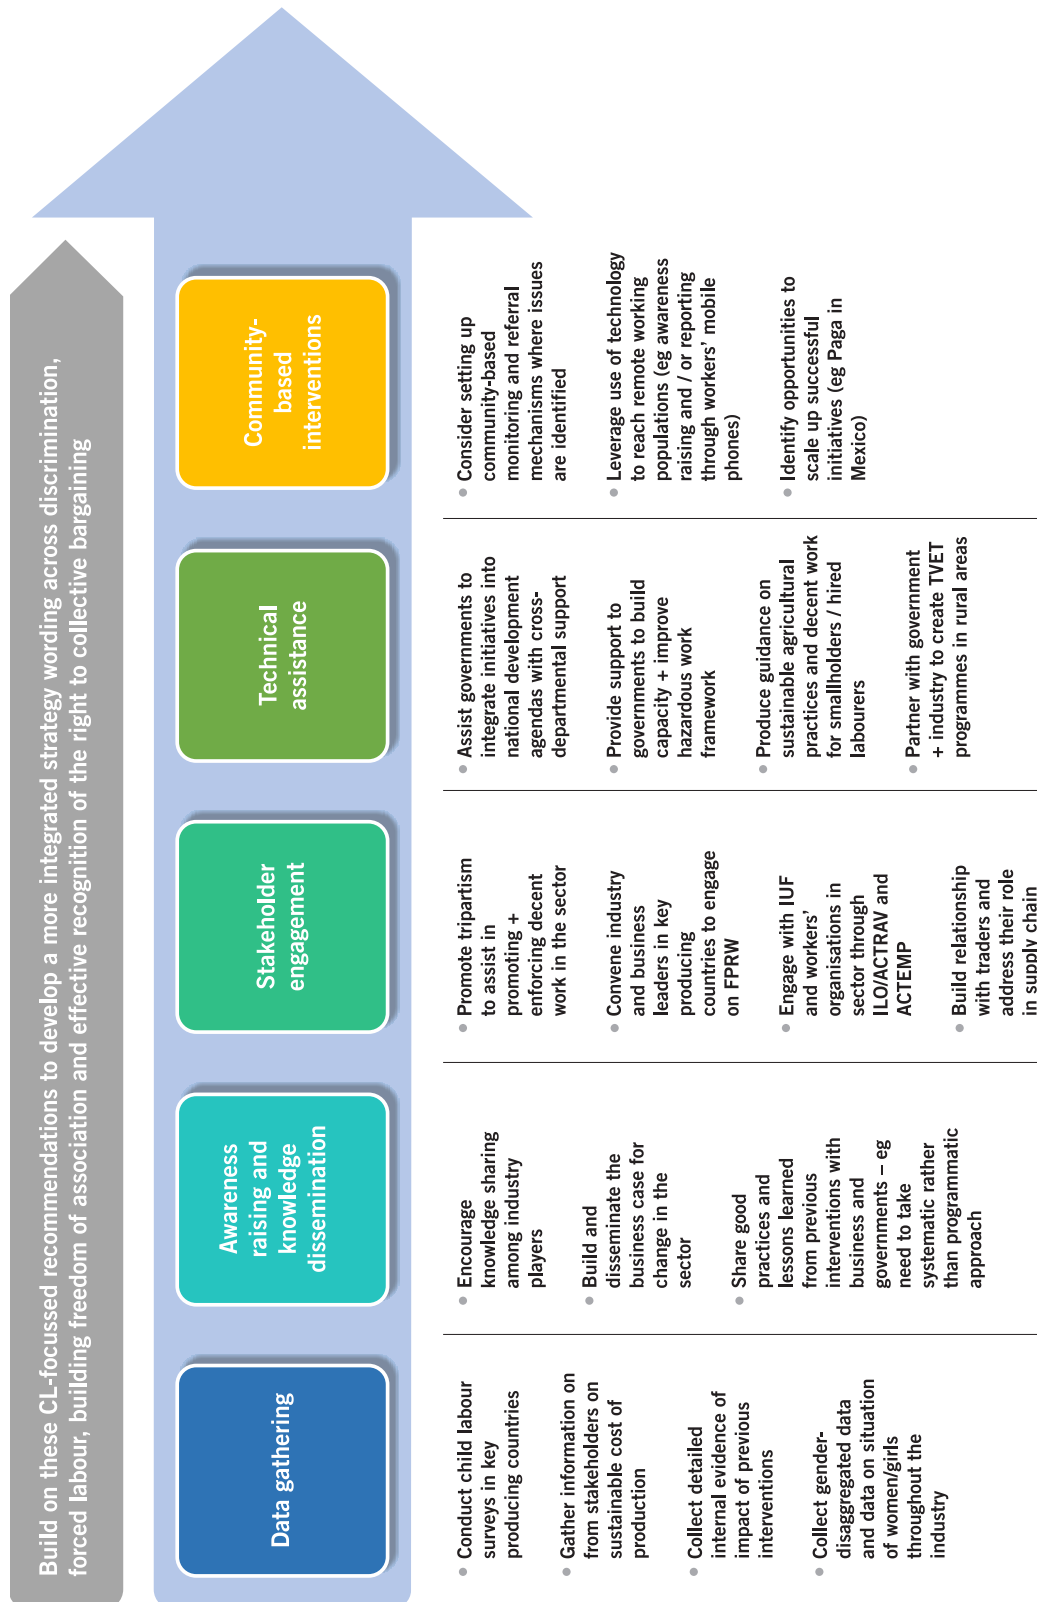 Build on these CL-focussed recommendations to develop a more integrated strategy wording across discrimination,
forced labour, building freedom of association and effective recognition of the right to collective bargaining
Data gathering
Awareness
raising and
knowledge
dissemination
Stakeholder
engagement
Technical
assistance
Community-
based
interventions
• Conduct child labour
surveys in key
producing countries
• Gather information on
from stakeholders on
sustainable cost of
production
• Collect detailed
internal evidence of
impact of previous
interventions
• Collect gender-
disaggregated data
and data on situation
of women/girls
throughout the
industry
• Encourage
knowledge sharing
among industry
players
• Build and
disseminate the
business case for
change in the
sector
• Share good
practices and
lessons learned
from previous
interventions with
business and
governments – eg
need to take
systematic rather
than programmatic
approach
• Promote tripartism
to assist in
promoting +
enforcing decent
work in the sector
• Convene industry
and business
leaders in key
producing
countries to engage
on FPRW
• Engage with IUF
and workers'
organisations in
sector through
ILO/ACTRAV and
ACTEMP
• Build relationship
with traders and
address their role
in supply chain
• Assist governments to
integrate initiatives into
national development
agendas with cross-
departmental support
• Provide support to
governments to build
capacity + improve
hazardous work
framework
• Produce guidance on
sustainable agricultural
practices and decent work
for smallholders / hired
labourers
• Partner with government
+ industry to create TVET
programmes in rural areas
• Consider setting up
community-based
monitoring and referral
mechanisms where issues
are identified
• Leverage use of technology
to reach remote working
populations (eg awareness
raising and / or reporting
through workers' mobile
phones)
• Identify opportunities to
scale up successful
initiatives (eg Paga in
Mexico)